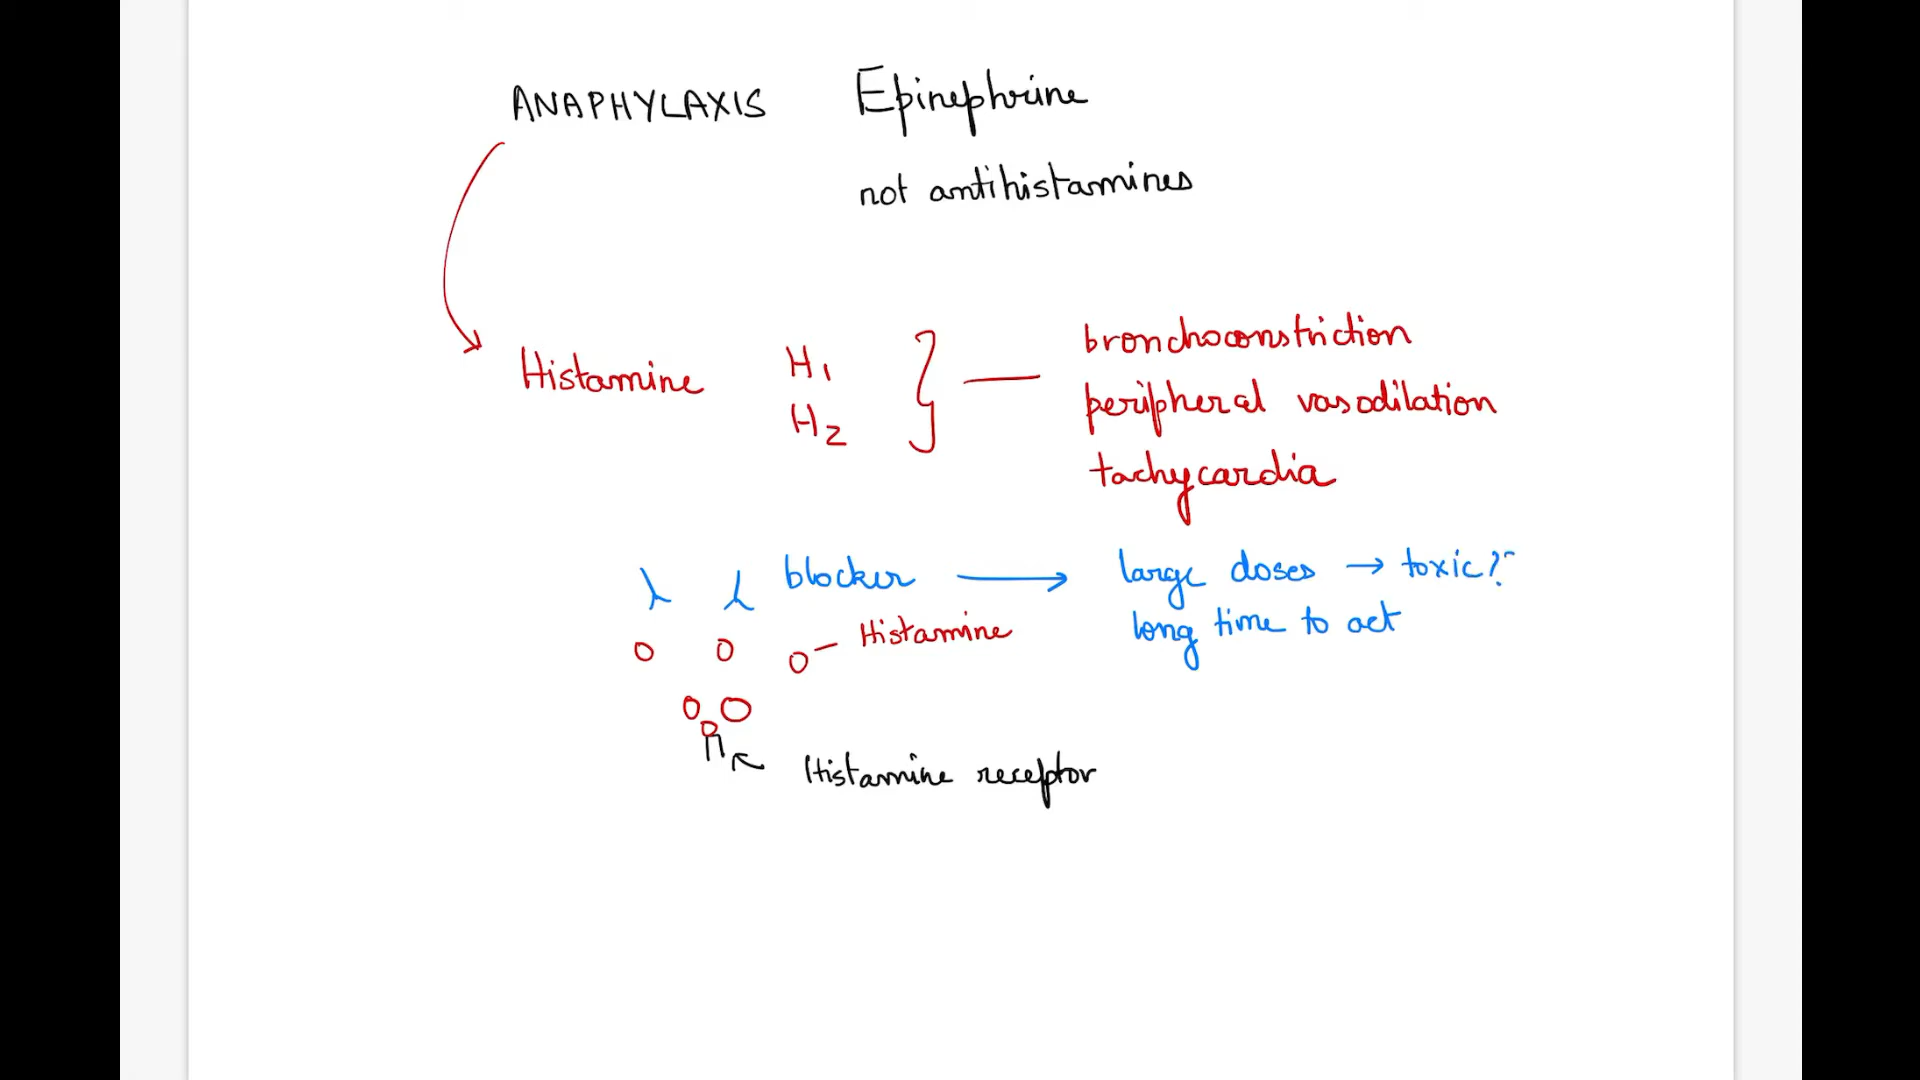 ANAPHYLAXIS Epinephrine
not antihistamines
Histamine H1
H2
bronchoconstriction
peripheral vasodilation
tachycardia
blocker → large doses → toxic?
long time to act
Histamine
Histamine receptor